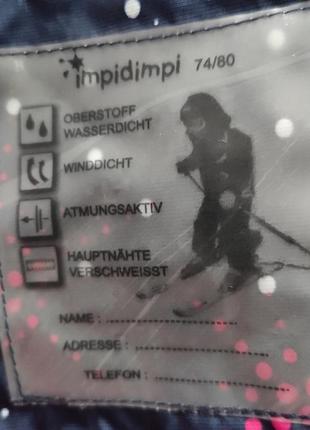 impidimpi 74/80
OBERSTOFF
WASSERDICHT
WINDDICHT
ATMUNGSAKTIV
HAUPTNÄHTE
VERSCHWEISST
NAME :
ADRESSE :
TELEFON :